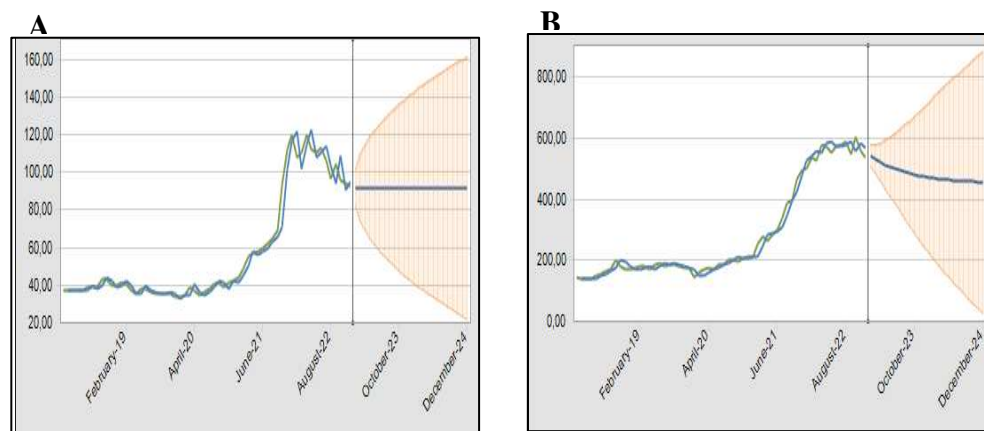 A
160,00
140,00
120,00
100,00
80,00
60,00
40,00
20,00
February-19
April-20
June-21
August-22
October-23
December-24
B
800,00
600,00
400,00
200,00
0,00
February-19
April-20
June-21
August-22
October-23
December-24